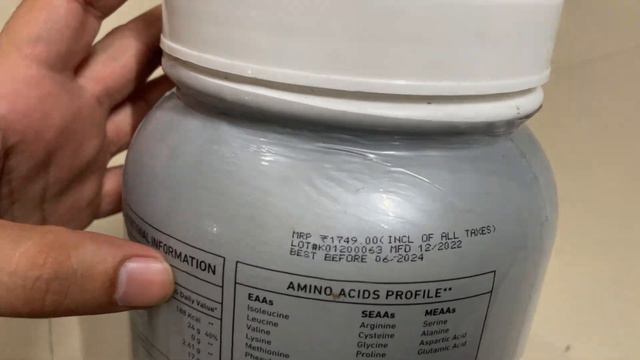 MRP ₹1749.00(INCL OF ALL TAXES)
LOT#K01200063 MFD 12/2022
BEST BEFORE 06/2024
INFORMATION
Daily Value*
AMINO ACIDS PROFILE**
EAAs
Isoleucine
Leucine
Valine
Lysine
Methionine
SEAAs
Arginine
Cysteine
Glycine
Proline
MEAAs
Serine
Alanine
Aspartic Acid
Glutamic Acid